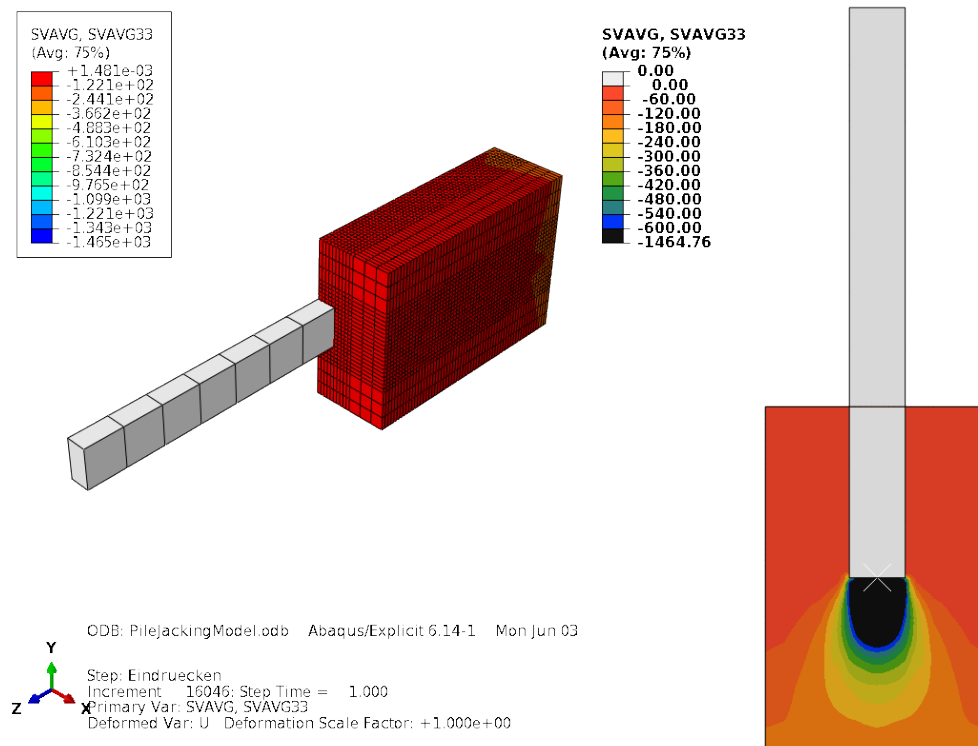 SVAVG, SVAVG33
(Avg: 75%)
+1.481e-03
-1.221e+02
-2.441e+02
-3.662e+02
-4.883e+02
-6.103e+02
-7.324e+02
-8.544e+02
-9.765e+02
-1.099e+03
-1.221e+03
-1.343e+03
-1.465e+03
SVAVG, SVAVG33
(Avg: 75%)
0.00
0.00
-60.00
-120.00
-180.00
-240.00
-300.00
-360.00
-420.00
-480.00
-540.00
-600.00
-1464.76
ODB: PileJackingModel.odb Abaqus/Explicit 6.14-1 Mon Jun 03
Step: Eindruecken
Increment 16046: Step Time = 1.000
Primary Var: SVAVG, SVAVG33
Deformed Var: U Deformation Scale Factor: +1.000e+00
Y
Z
X